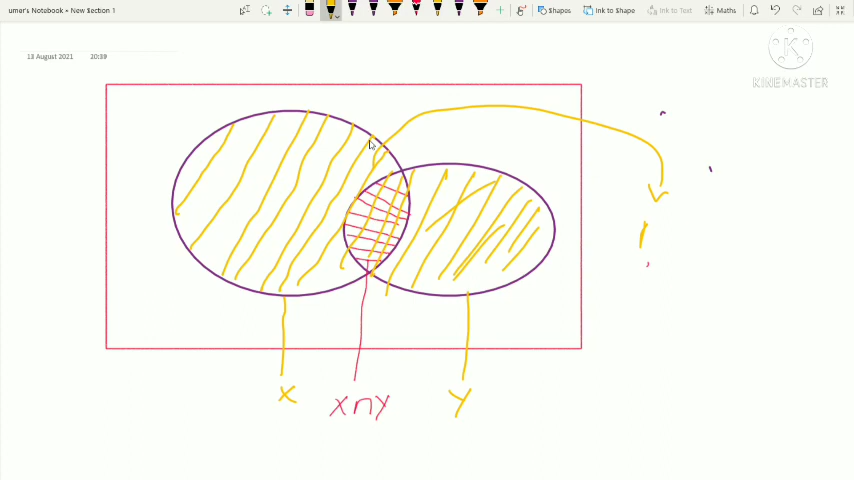 umer's Notebook » New Section 1
Shapes
Ink to Shape
Ink to Text
Maths
13 August 2021
20:39
K
KINEMASTER
X
X∩Y
Y